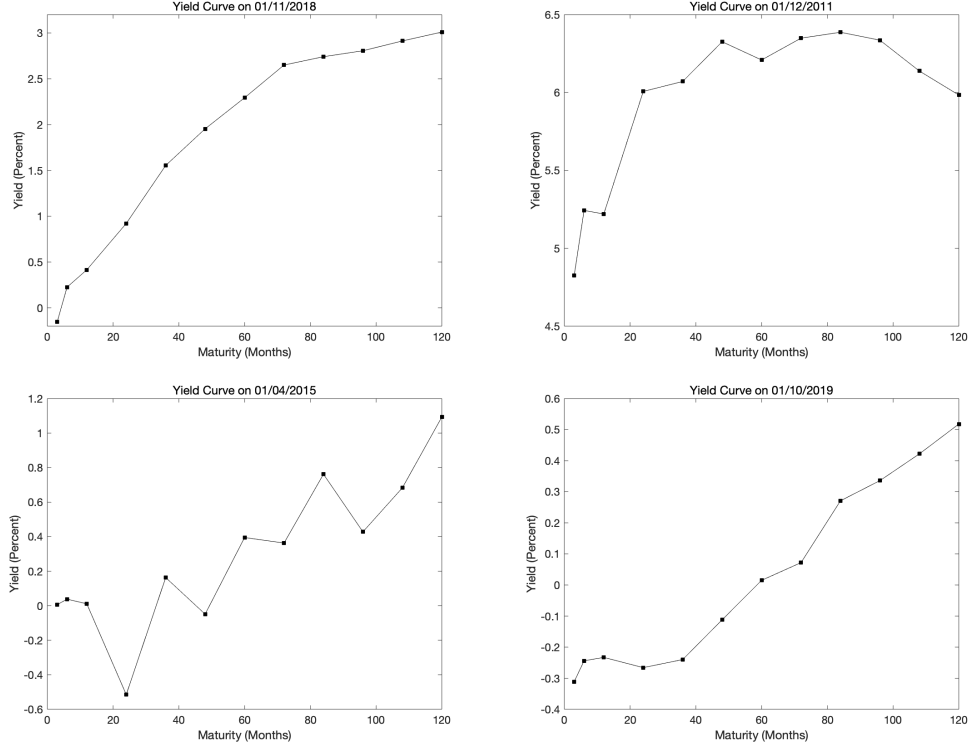 Yield Curve on 01/11/2018
3
2.5
2
1.5
1
0.5
0
Yield (Percent)
0 20 40 60 80 100 120
Maturity (Months)
Yield Curve on 01/12/2011
6.5
6
5.5
5
4.5
Yield (Percent)
0 20 40 60 80 100 120
Maturity (Months)
Yield Curve on 01/04/2015
1.2
1
0.8
0.6
0.4
0.2
0
-0.2
-0.4
-0.6
Yield (Percent)
0 20 40 60 80 100 120
Maturity (Months)
Yield Curve on 01/10/2019
0.6
0.5
0.4
0.3
0.2
0.1
0
-0.1
-0.2
-0.3
-0.4
Yield (Percent)
0 20 40 60 80 100 120
Maturity (Months)